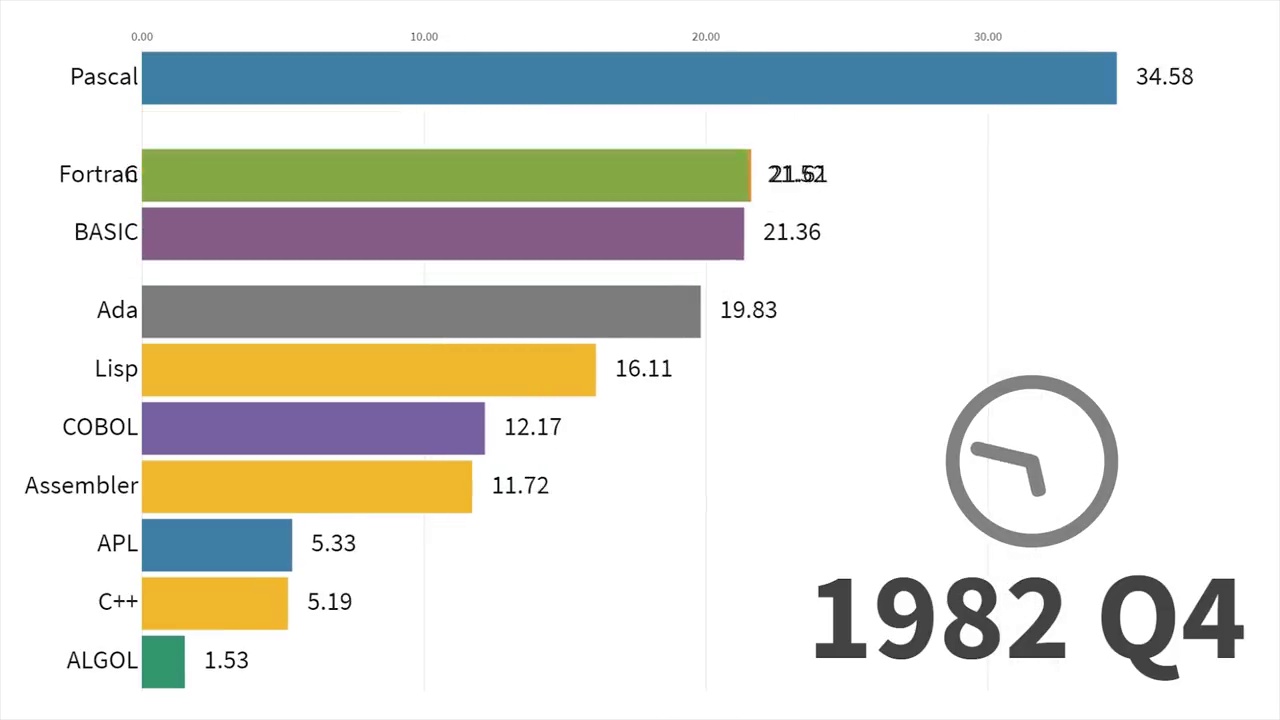 0.00 10.00 20.00 30.00
Pascal 34.58
Fortran C
BASIC 21.36
Ada 19.83
Lisp 16.11
COBOL 12.17
Assembler 11.72
APL 5.33
C++ 5.19
ALGOL 1.53
1982 Q4